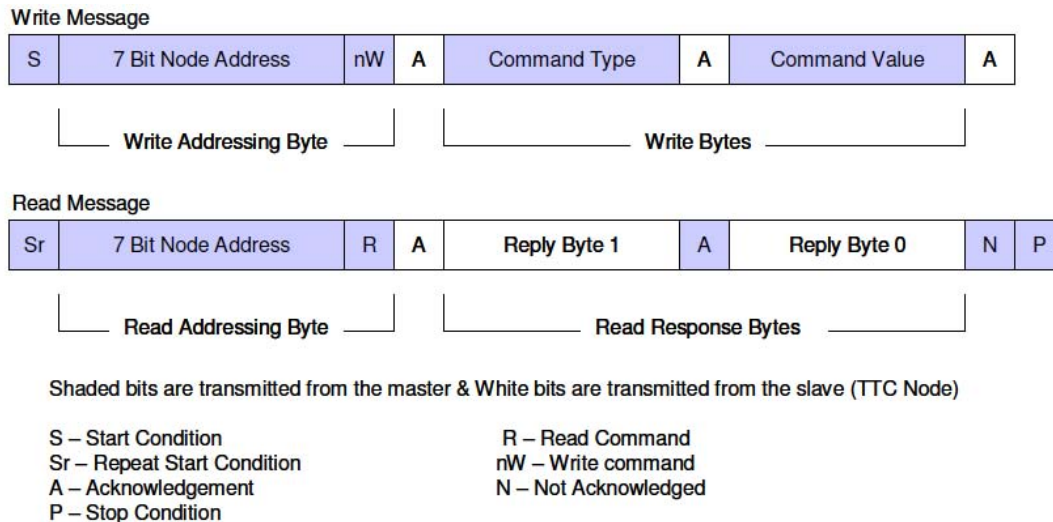 Write Message
S 7 Bit Node Address nW A Command Type A Command Value A
Write Addressing Byte Write Bytes
Read Message
Sr 7 Bit Node Address R A Reply Byte 1 A Reply Byte 0 N P
Read Addressing Byte Read Response Bytes
Shaded bits are transmitted from the master & White bits are transmitted from the slave (TTC Node)
S – Start Condition R – Read Command
Sr – Repeat Start Condition nW – Write command
A – Acknowledgement N – Not Acknowledged
P – Stop Condition